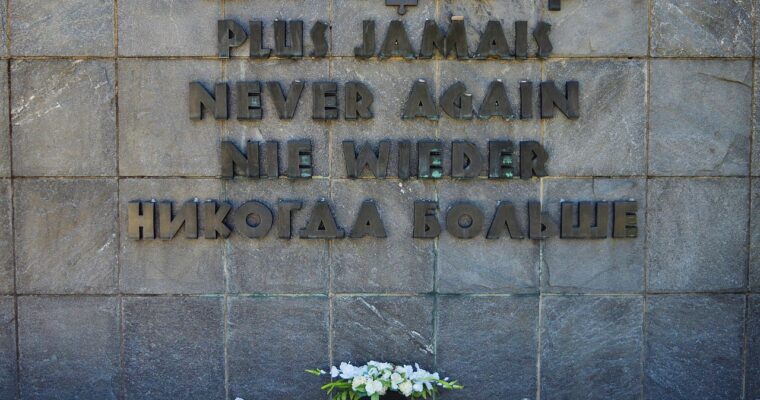 PLUS JAMAIS
NEVER AGAIN
NIE WIEDER
НИКОГДА БОЛЬШЕ